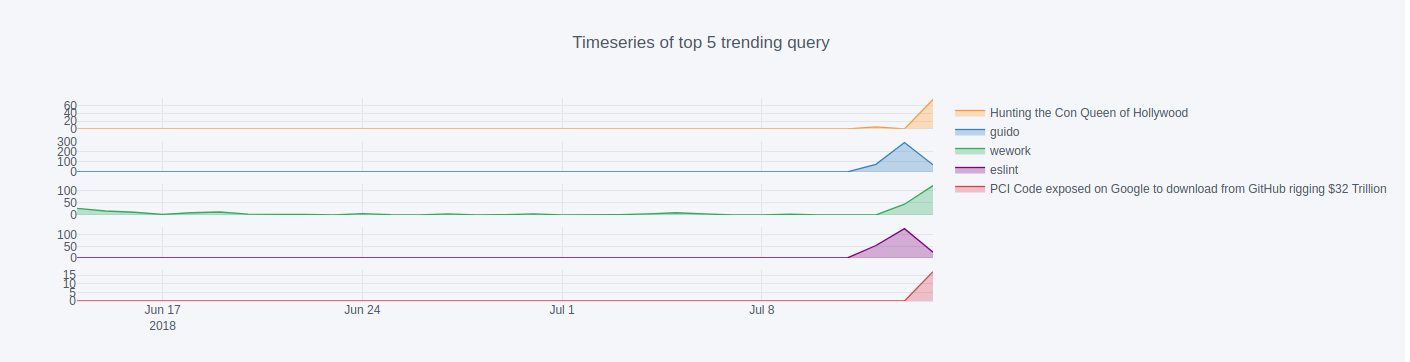 Timeseries of top 5 trending query
60
40
20
0
300
200
100
0
100
50
0
100
50
0
15
10
5
0
Jun 17
2018
Jun 24
Jul 1
Jul 8
Hunting the Con Queen of Hollywood
guido
wework
eslint
PCI Code exposed on Google to download from GitHub rigging $32 Trillion